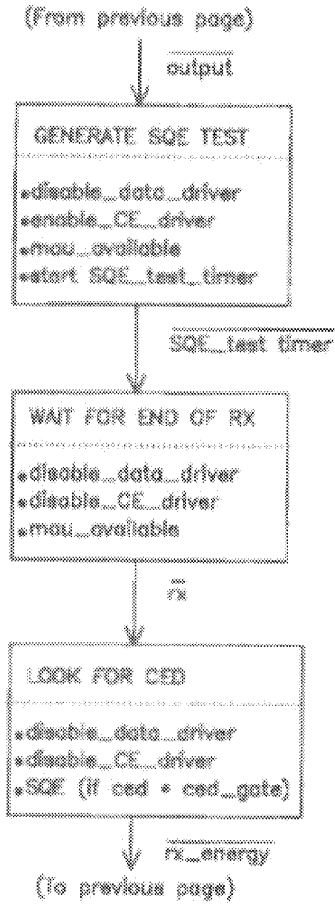 (From previous page)
output
GENERATE SQE TEST
•disable_data_driver
•enable_CE_driver
•mau_available
•start SQE_test_timer
SQE_test timer
WAIT FOR END OF RX
•disable_data_driver
•disable_CE_driver
•mau_available
rx
LOOK FOR CED
•disable_data_driver
•disable_CE_driver
•SQE (if ced * ced_gate)
rx_energy
(To previous page)